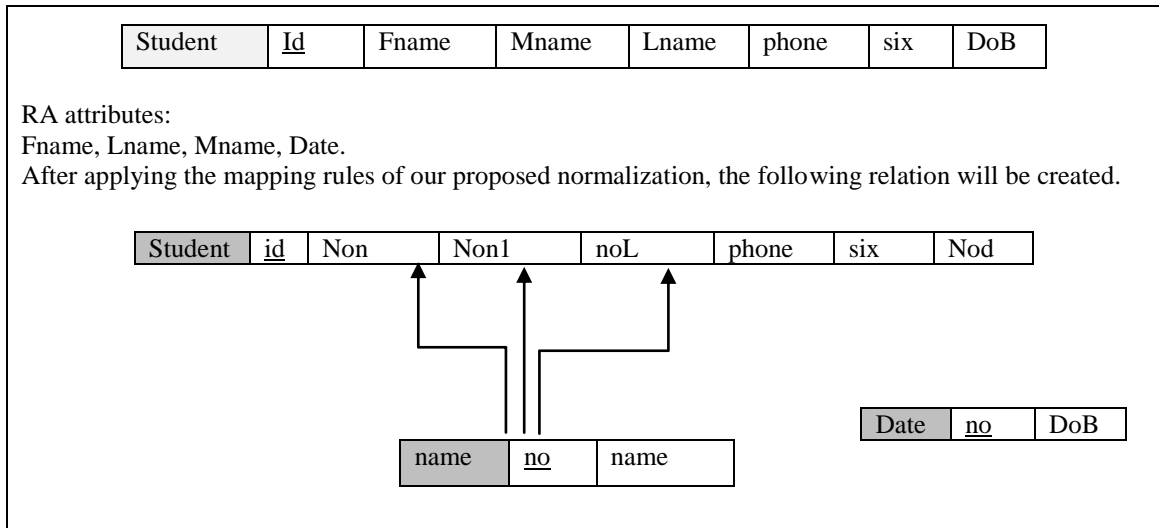 Student Id Fname Mname Lname phone six DoB
RA attributes:
Fname, Lname, Mname, Date.
After applying the mapping rules of our proposed normalization, the following relation will be created.
Student id Non Non1 noL phone six Nod
Date no DoB
name no name